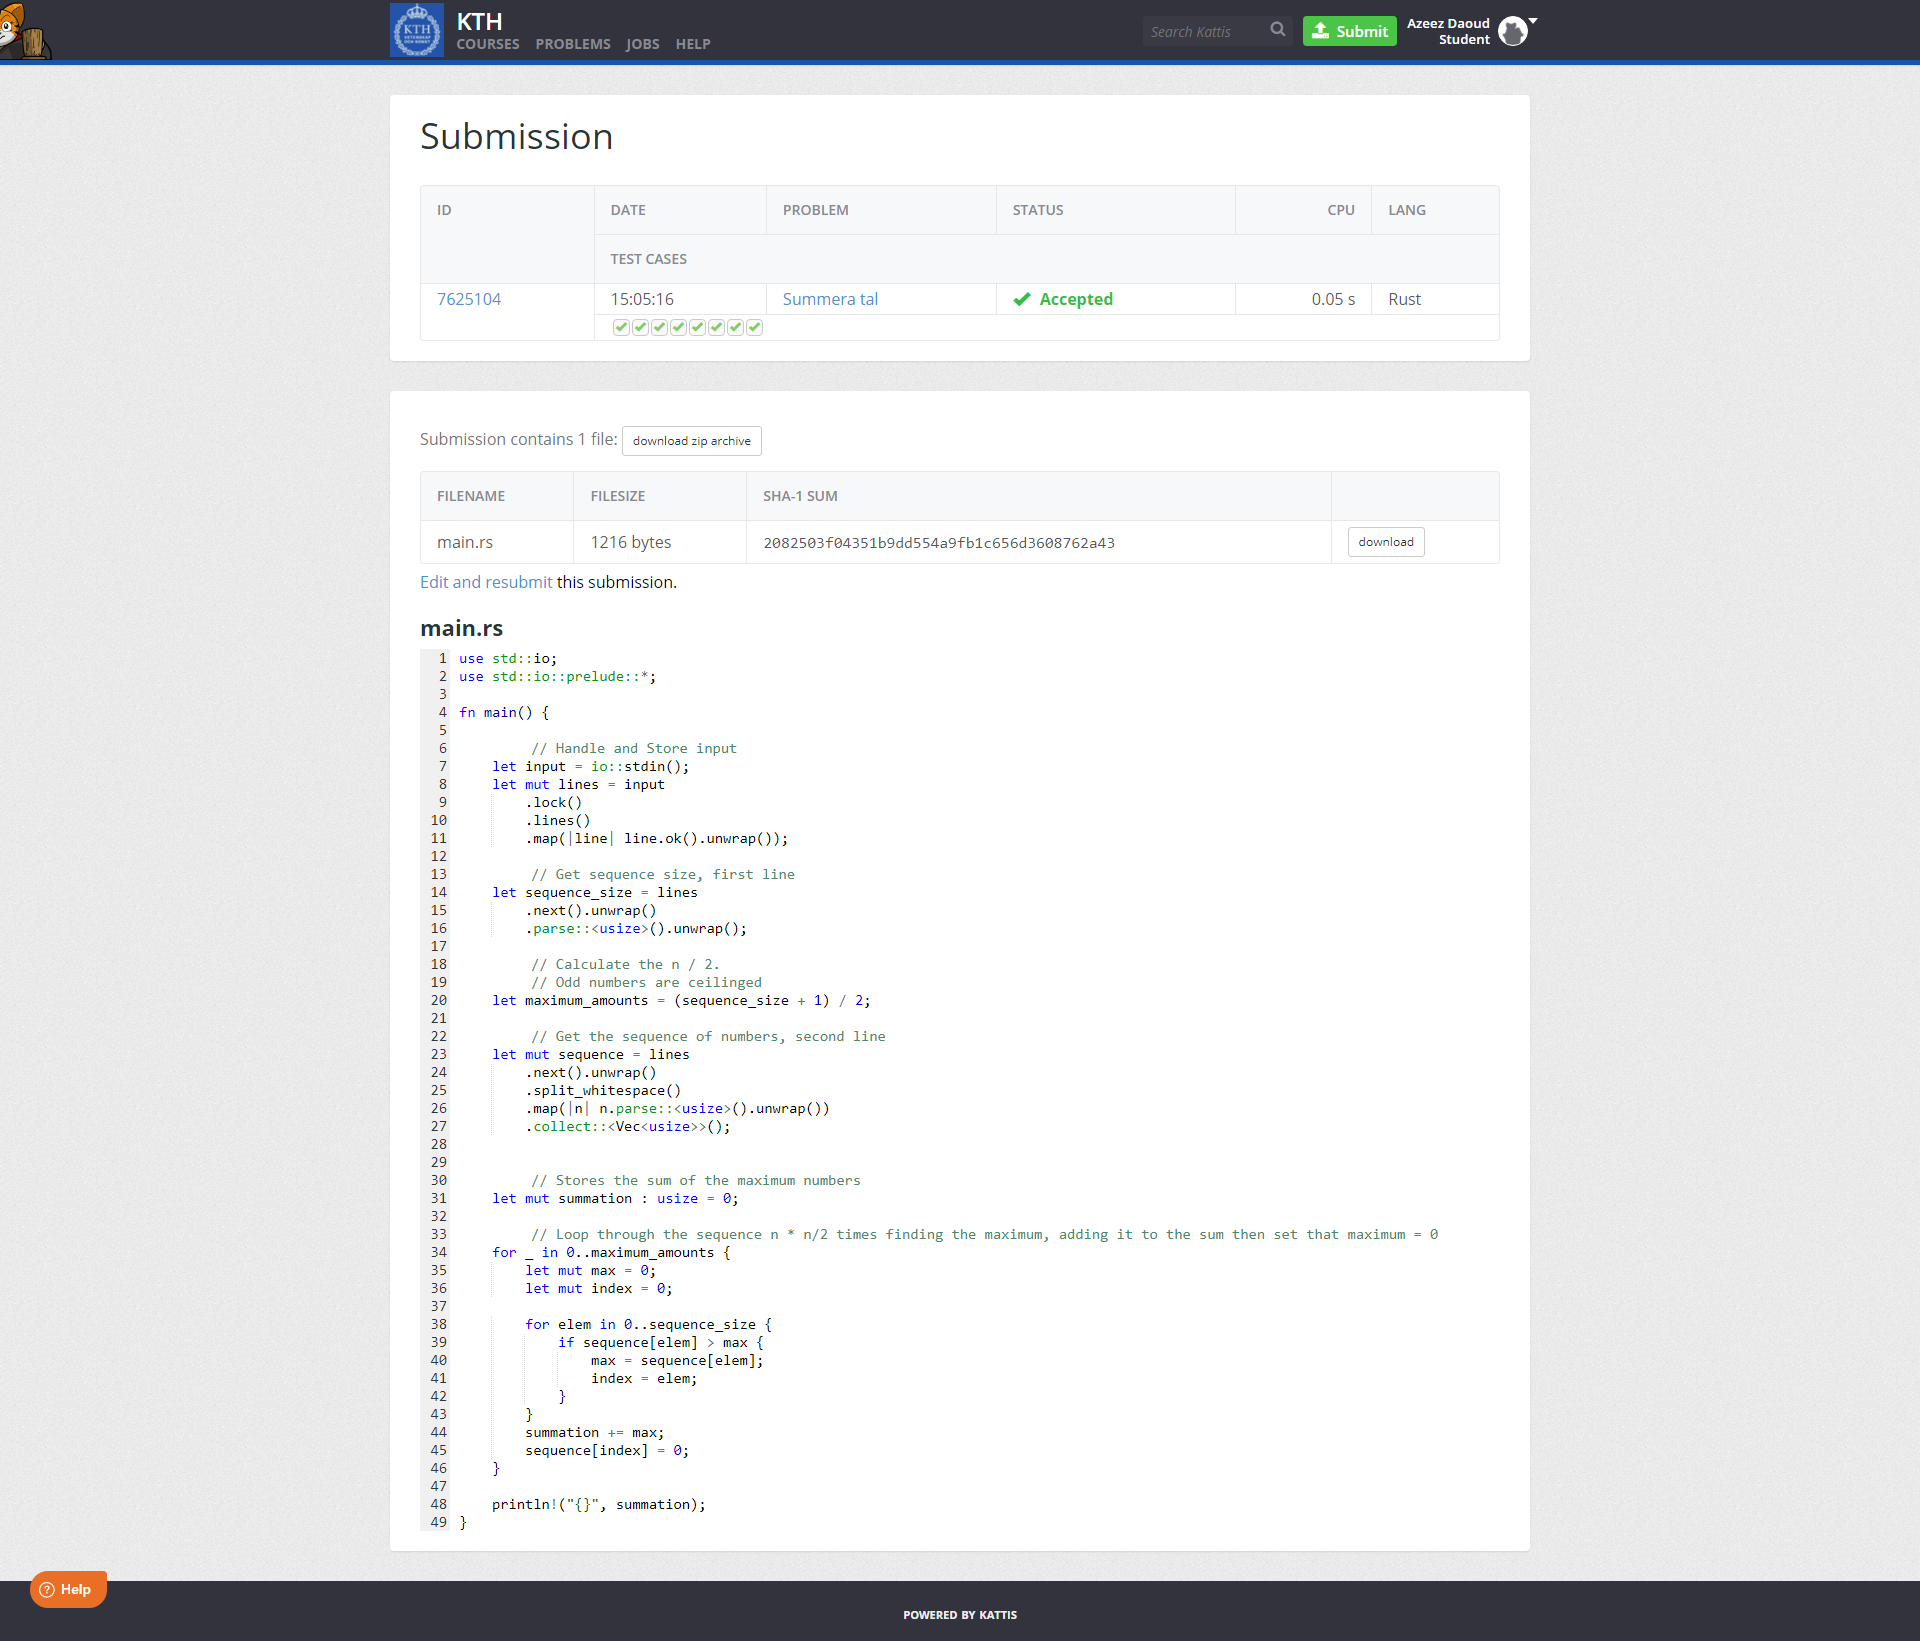 KTH
COURSES PROBLEMS JOBS HELP
Search Kattis
Submit
Azeez Daoud
Student
Submission
ID DATE PROBLEM STATUS CPU LANG
TEST CASES
7625104 15:05:16 Summera tal Accepted 0.05 s Rust
Submission contains 1 file: download zip archive
FILENAME FILESIZE SHA-1 SUM
main.rs 1216 bytes 2082503f04351b9dd554a9fb1c656d3608762a43 download
Edit and resubmit this submission.
main.rs
1 use std::io;
2 use std::io::prelude::*;
3
4 fn main() {
5
6 // Handle and Store input
7 let input = io::stdin();
8 let mut lines = input
9 .lock()
10 .lines()
11 .map(|line| line.ok().unwrap());
12
13 // Get sequence size, first line
14 let sequence_size = lines
15 .next().unwrap()
16 .parse::<usize>().unwrap();
17
18 // Calculate the n / 2.
19 // Odd numbers are ceilinged
20 let maximum_amounts = (sequence_size + 1) / 2;
21
22 // Get the sequence of numbers, second line
23 let mut sequence = lines
24 .next().unwrap()
25 .split_whitespace()
26 .map(|n| n.parse::<usize>().unwrap())
27 .collect::<Vec<usize>>();
28
29
30 // Stores the sum of the maximum numbers
31 let mut summation : usize = 0;
32
33 // Loop through the sequence n * n/2 times finding the maximum, adding it to the sum then set that maximum = 0
34 for _ in 0..maximum_amounts {
35 let mut max = 0;
36 let mut index = 0;
37
38 for elem in 0..sequence_size {
39 if sequence[elem] > max {
40 max = sequence[elem];
41 index = elem;
42 }
43 }
44 summation += max;
45 sequence[index] = 0;
46 }
47
48 println!("{}", summation);
49 }
Help
POWERED BY KATTIS